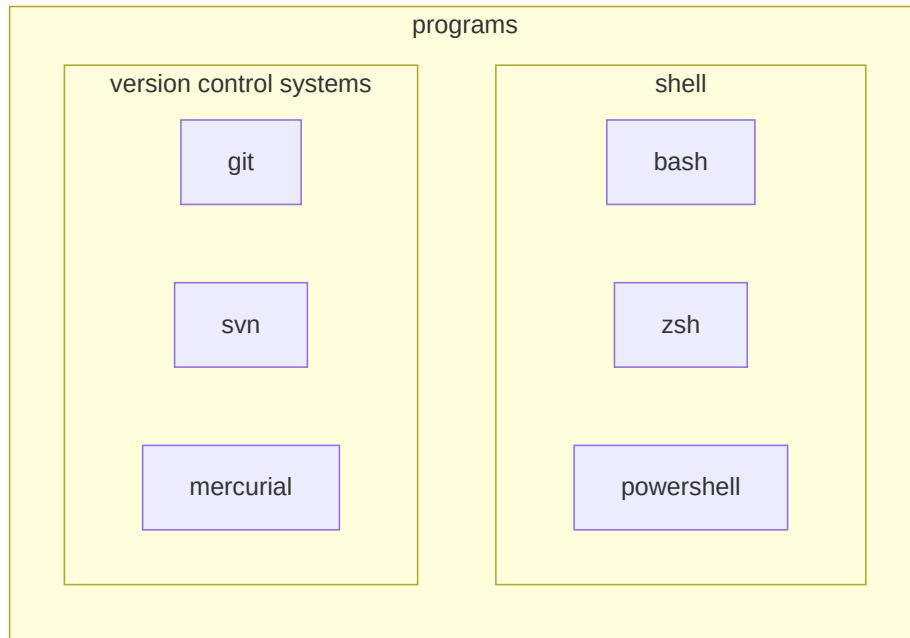 programs
version control systems
git
svn
mercurial
shell
bash
zsh
powershell